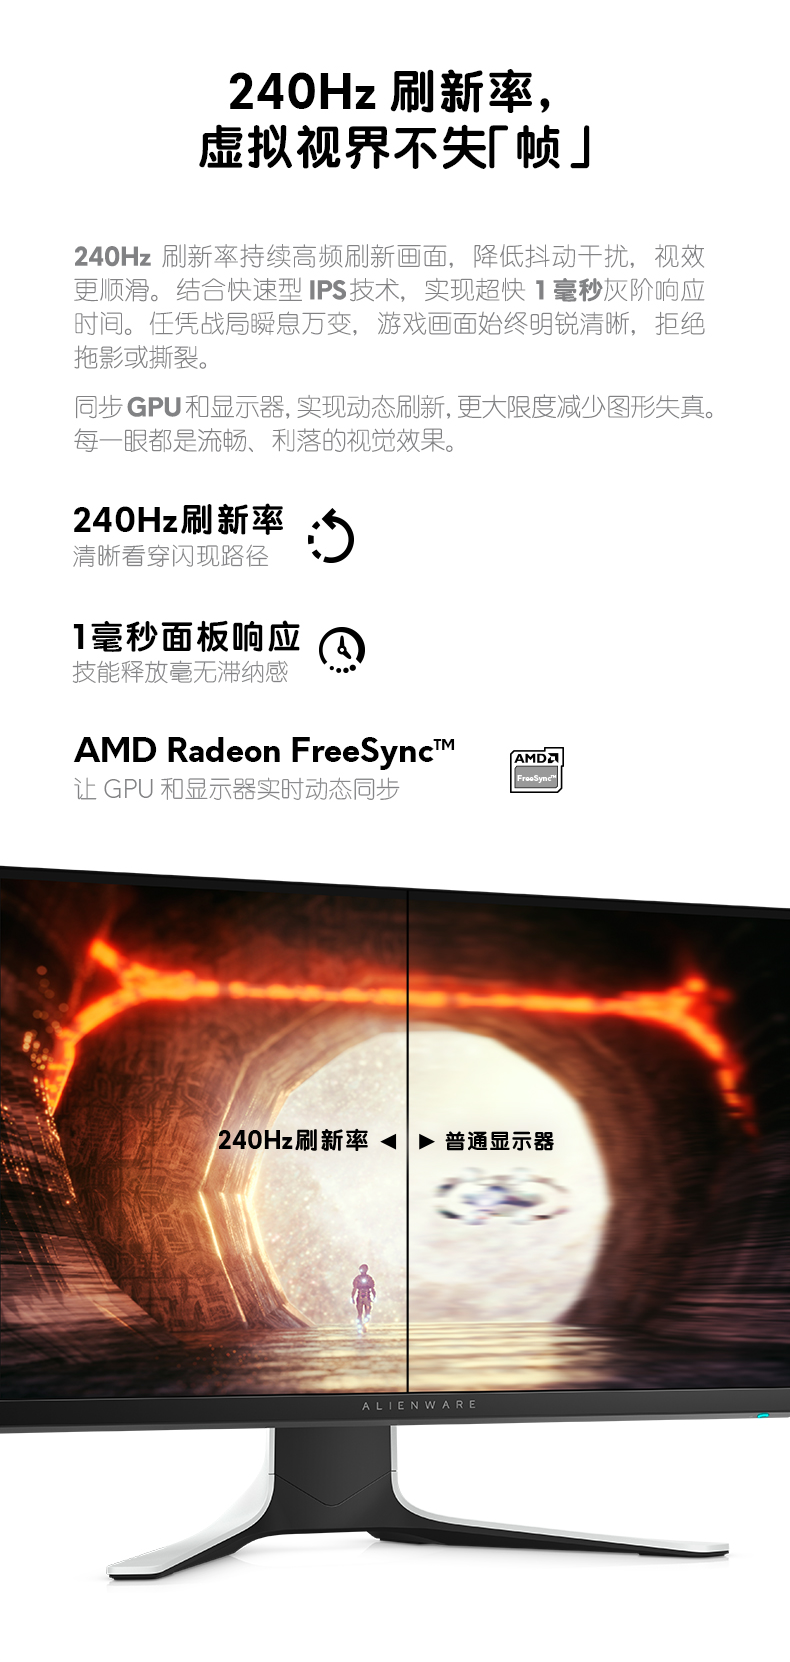 240Hz 刷新率，
虚拟视界不失「帧」
240Hz 刷新率持续高频刷新画面，降低抖动干扰，视效
更顺滑。结合快速型 IPS技术，实现超快 1 毫秒灰阶响应
时间。任凭战局瞬息万变，游戏画面始终明锐清晰，拒绝
拖影或撕裂。
同步GPU和显示器，实现动态刷新，更大限度减少图形失真。
每一眼都是流畅、利落的视觉效果。
240Hz刷新率
清晰看穿闪现路径
1毫秒面板响应
技能释放毫无滞纳感
AMD Radeon FreeSync™
让 GPU 和显示器实时动态同步
AMD
FreeSync™
240Hz刷新率 ◀ ▶ 普通显示器
ALIENWARE